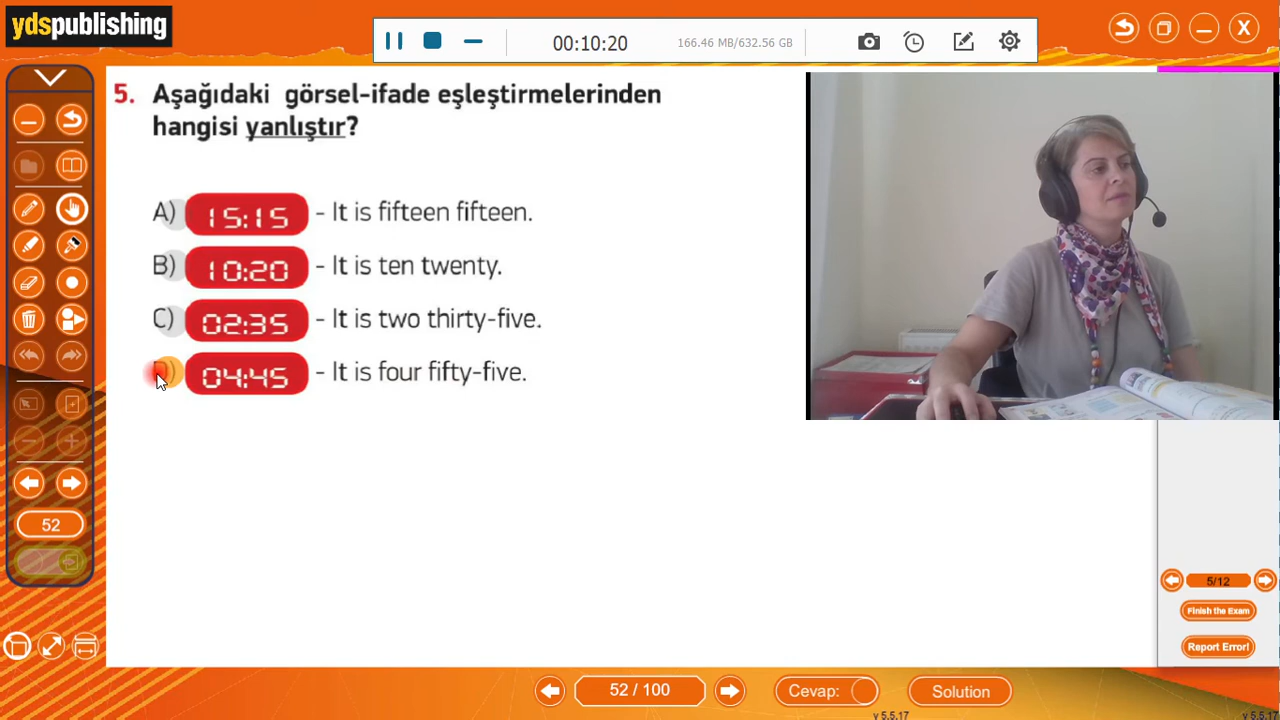 ydspublishing
00:10:20
166.46 MB/632.56 GB
X
5. Aşağıdaki görsel-ifade eşleştirmelerinden
hangisi yanlıştır?
A) 15:15 - It is fifteen fifteen.
B) 10:20 - It is ten twenty.
C) 02:35 - It is two thirty-five.
D) 04:45 - It is four fifty-five.
52
5/12
Finish the Exam
Report Error!
52 / 100
Cevap:
Solution
v 5.5.17
v 5.5.17